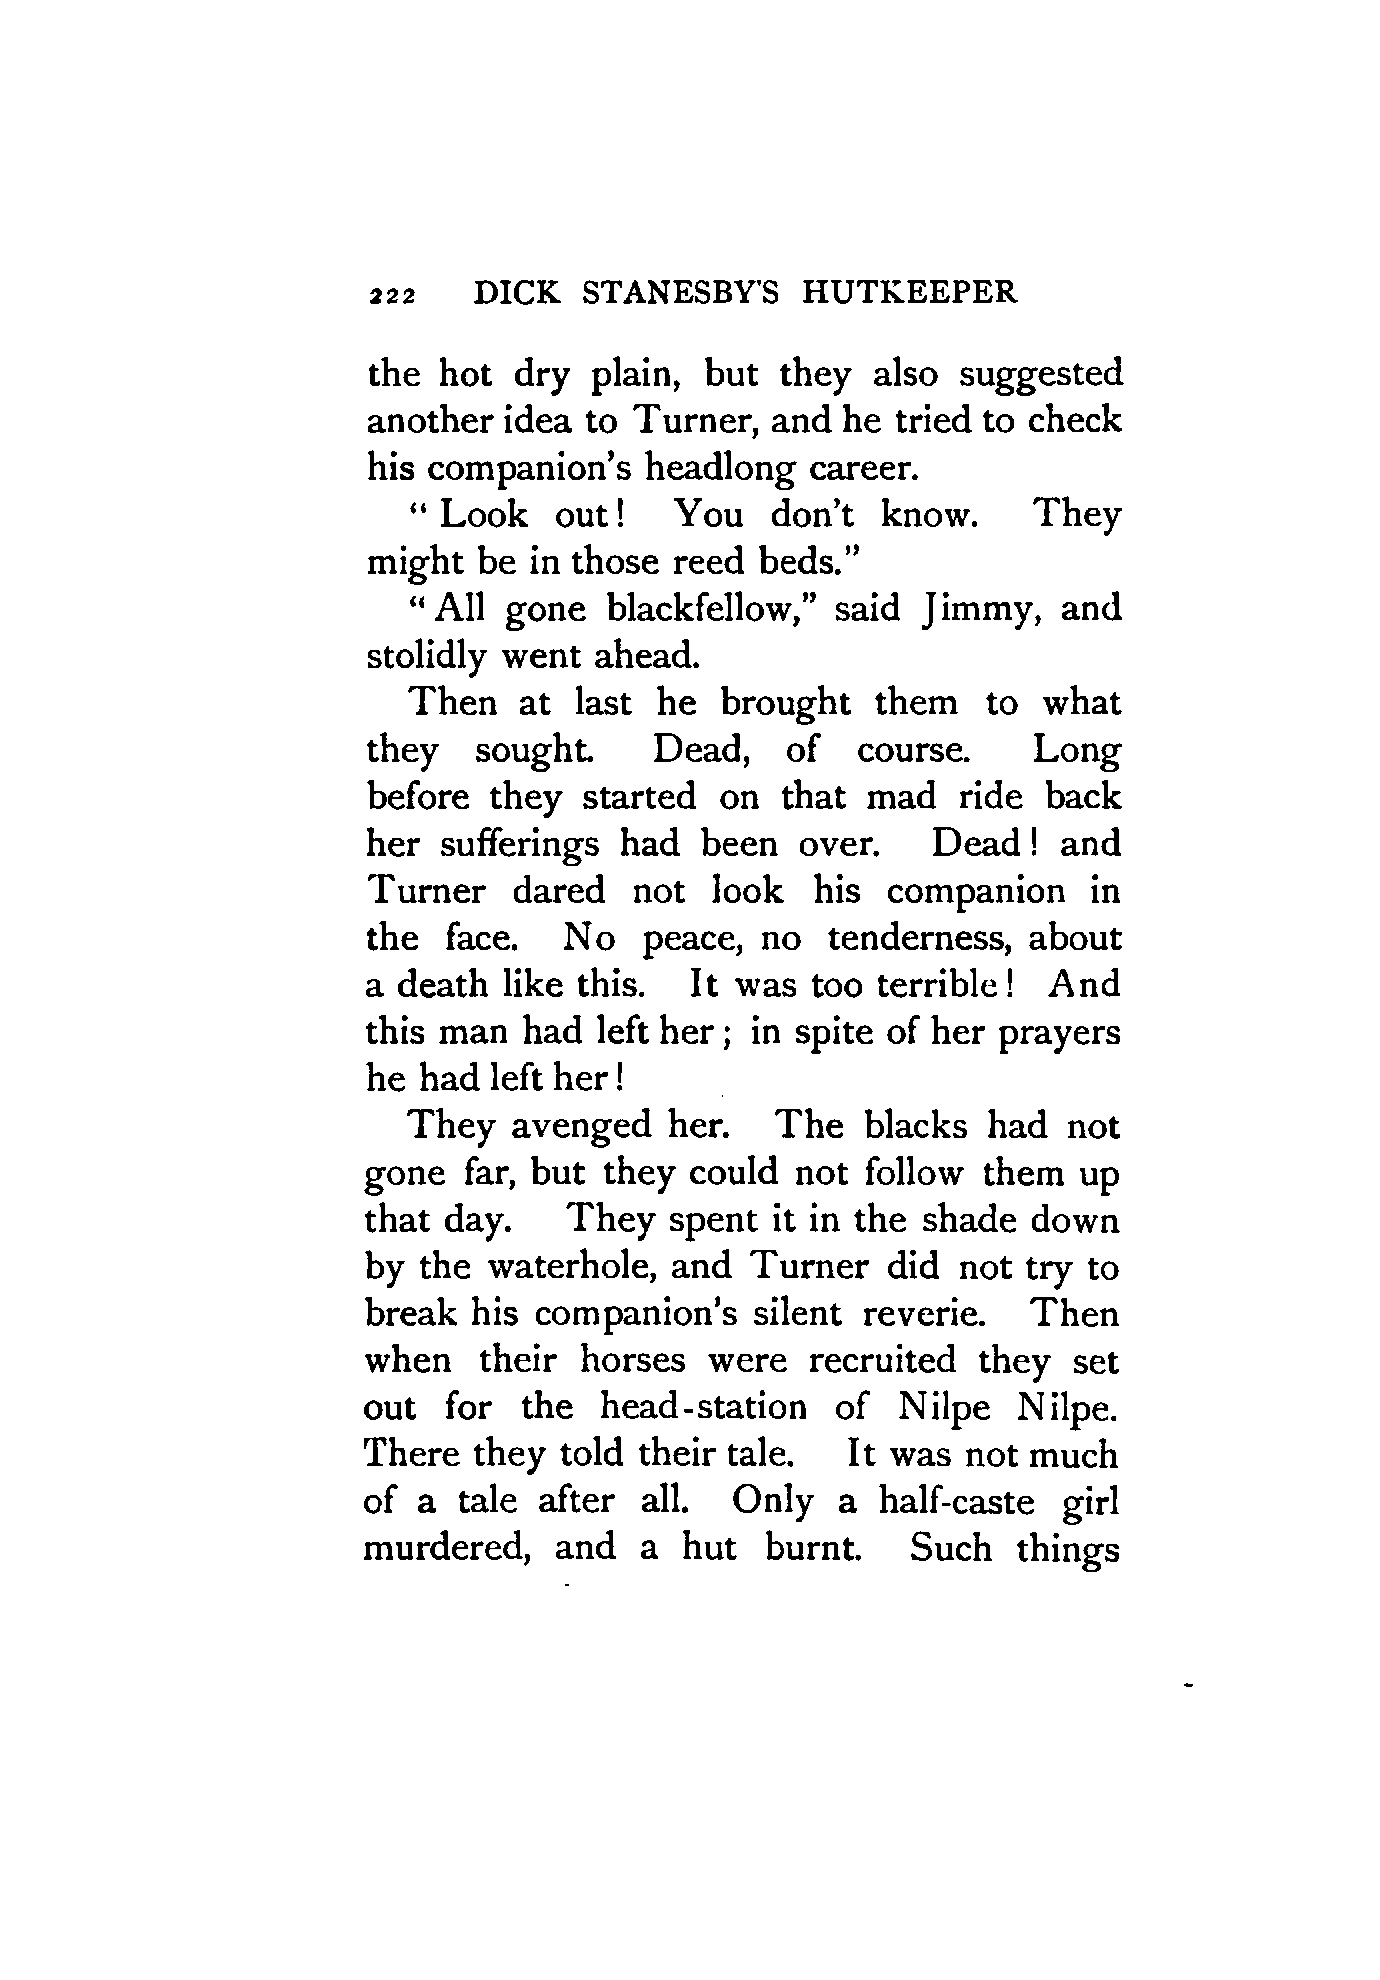 222 DICK STANESBY'S HUTKEEPER
the hot dry plain, but they also suggested
another idea to Turner, and he tried to check
his companion's headlong career.
“ Look out! You don't know. They
might be in those reed beds.”
“ All gone blackfellow,” said Jimmy, and
stolidly went ahead.
Then at last he brought them to what
they sought. Dead, of course. Long
before they started on that mad ride back
her sufferings had been over. Dead! and
Turner dared not look his companion in
the face. No peace, no tenderness, about
a death like this. It was too terrible! And
this man had left her; in spite of her prayers
he had left her!
They avenged her. The blacks had not
gone far, but they could not follow them up
that day. They spent it in the shade down
by the waterhole, and Turner did not try to
break his companion's silent reverie. Then
when their horses were recruited they set
out for the head-station of Nilpe Nilpe.
There they told their tale. It was not much
of a tale after all. Only a half-caste girl
murdered, and a hut burnt. Such things